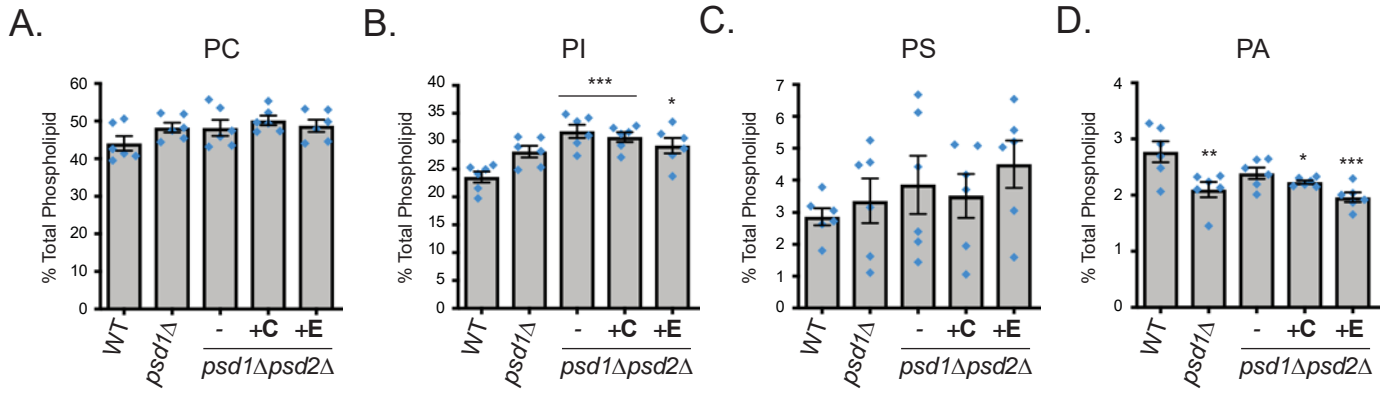 A.
PC
% Total Phospholipid
60
50
40
30
20
10
0
WT
psd1Δ
-
+C
+E
psd1Δpsd2Δ
B.
PI
% Total Phospholipid
40
35
30
25
20
15
10
5
0
***
*
WT
psd1Δ
-
+C
+E
psd1Δpsd2Δ
C.
PS
% Total Phospholipid
7
6
5
4
3
2
1
0
WT
psd1Δ
-
+C
+E
psd1Δpsd2Δ
D.
PA
% Total Phospholipid
4
3
2
1
0
**
*
***
WT
psd1Δ
-
+C
+E
psd1Δpsd2Δ